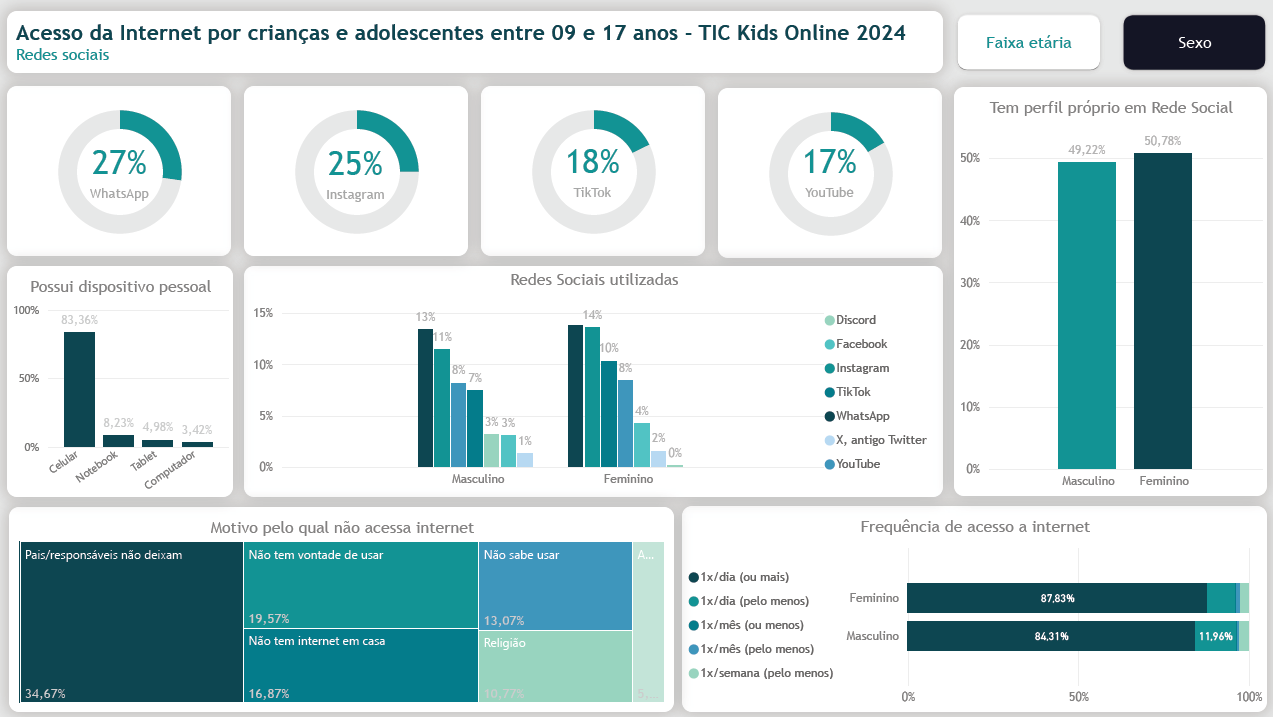 Acesso da Internet por crianças e adolescentes entre 09 e 17 anos - TIC Kids Online 2024
Redes sociais
Faixa etária
Sexo
27%
WhatsApp
25%
Instagram
18%
TikTok
17%
YouTube
Tem perfil próprio em Rede Social
50%
40%
30%
20%
10%
0%
49,22%
50,78%
Masculino
Feminino
Possui dispositivo pessoal
100%
50%
0%
83,36%
8,23%
4,98%
3,42%
Celular
Notebook
Tablet
Computador
Redes Sociais utilizadas
15%
10%
5%
0%
13%
11%
8%
7%
3%
3%
1%
14%
10%
8%
4%
2%
0%
Masculino
Feminino
Discord
Facebook
Instagram
TikTok
WhatsApp
X, antigo Twitter
YouTube
Motivo pelo qual não acessa internet
Pais/responsáveis não deixam
34,67%
Não tem vontade de usar
19,57%
Não tem internet em casa
16,87%
Não sabe usar
13,07%
Religião
10,77%
A...
5,...
Frequência de acesso a internet
1x/dia (ou mais)
1x/dia (pelo menos)
1x/mês (ou menos)
1x/mês (pelo menos)
1x/semana (pelo menos)
Feminino
87,83%
Masculino
84,31%
11,96%
0%
50%
100%